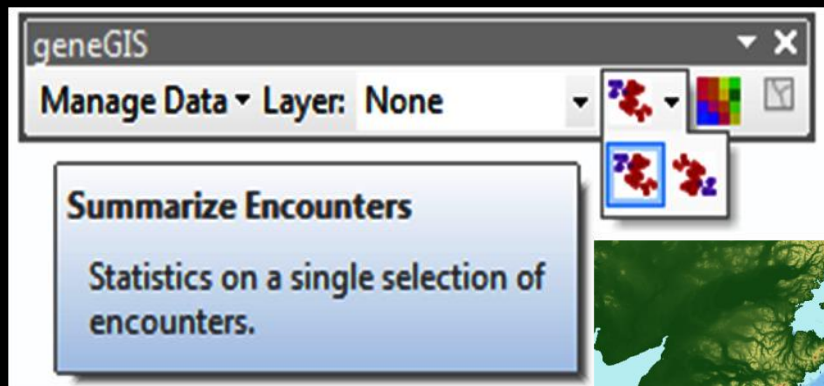 geneGIS
Manage Data Layer: None
Summarize Encounters
Statistics on a single selection of
encounters.